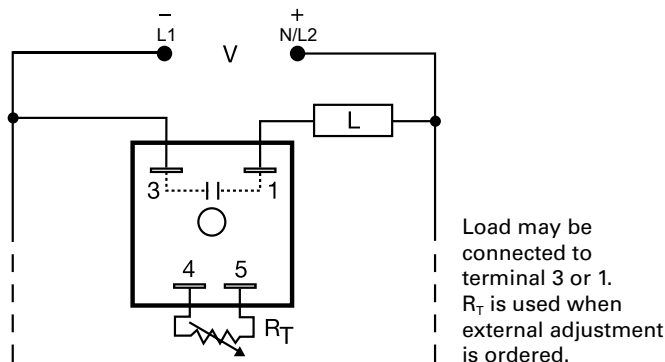 – +
L1 V N/L2
L
3 1
4 5
RT
Load may be
connected to
terminal 3 or 1.
RT is used when
external adjustment
is ordered.